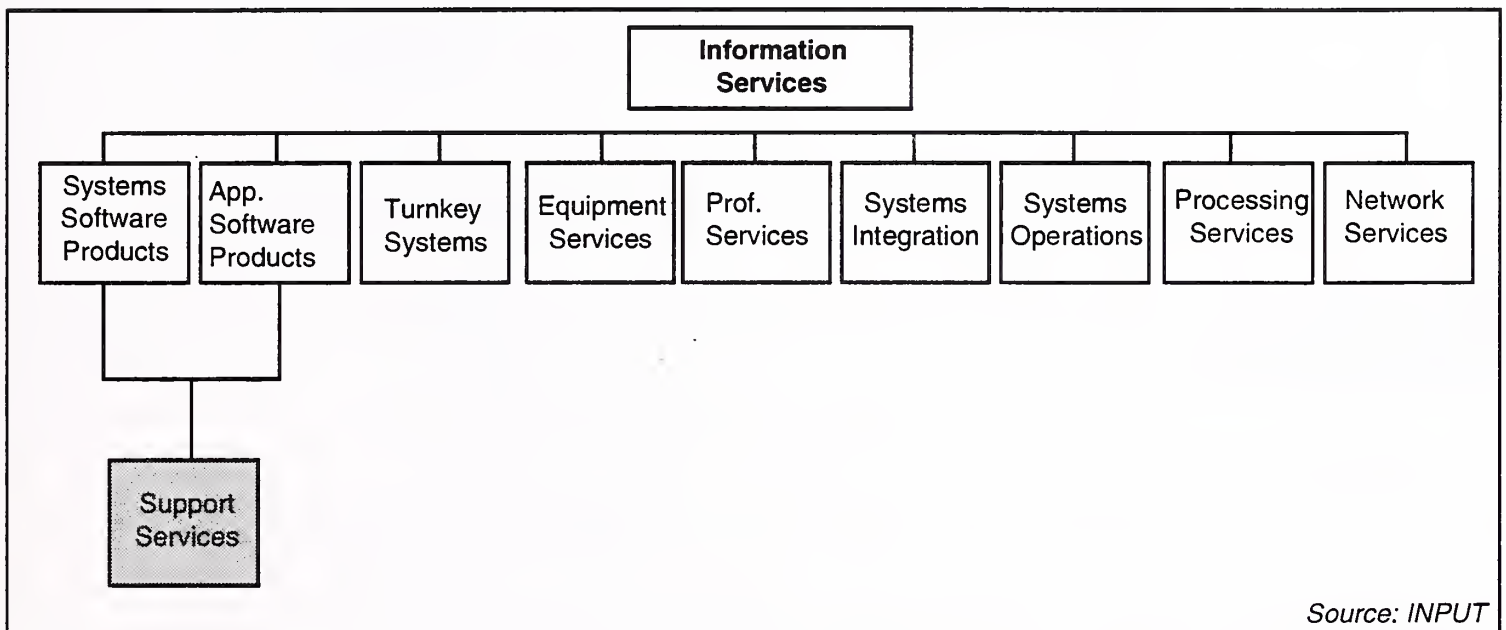 Information
Services
Systems
Software
Products
App.
Software
Products
Turnkey
Systems
Equipment
Services
Prof.
Services
Systems
Integration
Systems
Operations
Processing
Services
Network
Services
Support
Services
Source: INPUT